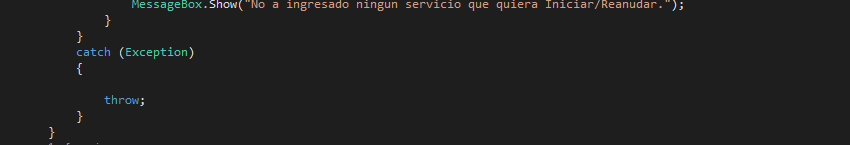 MessageBox.Show("No a ingresado ningun servicio que quiera Iniciar/Reanudar.");
}
}
catch (Exception)
{
throw;
}
}